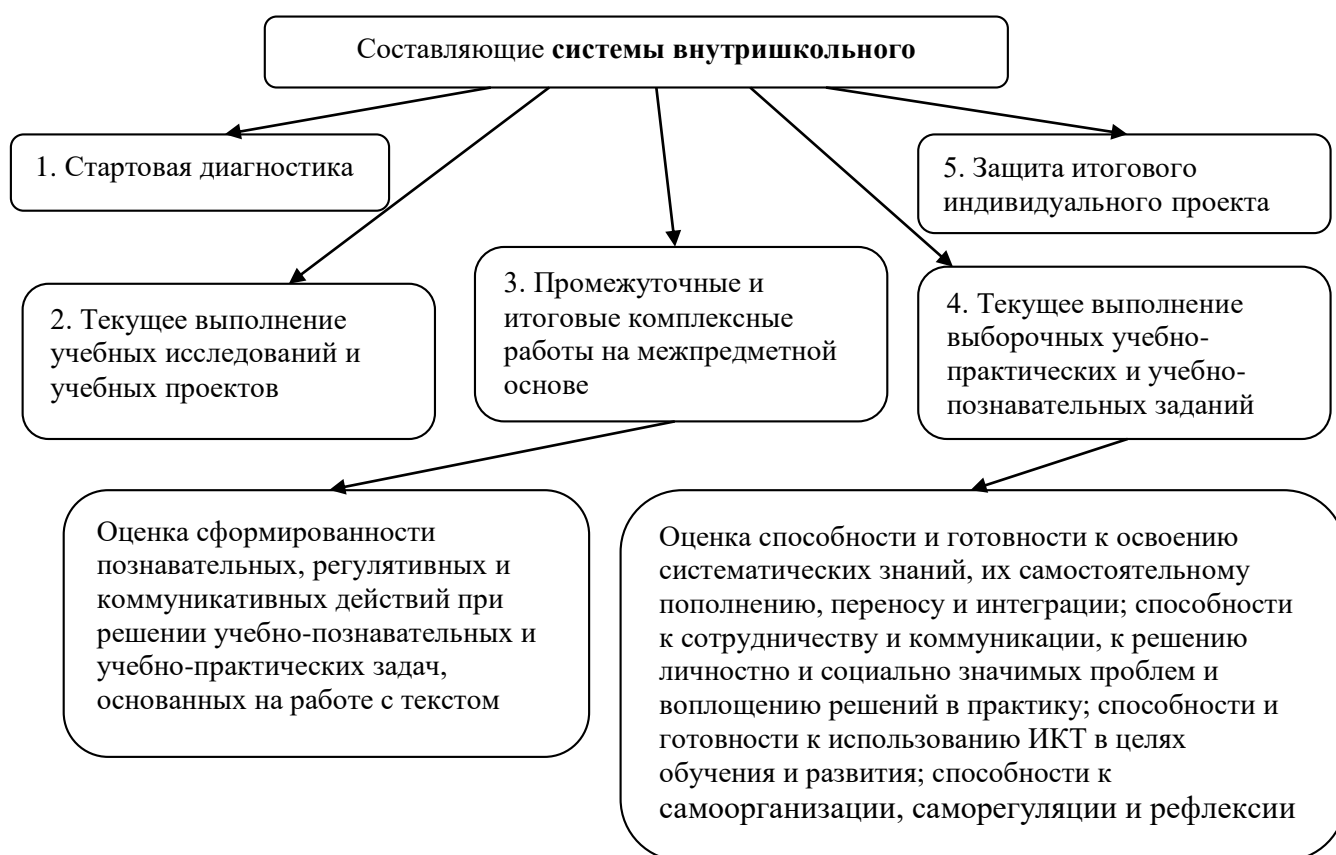 Составляющие системы внутришкольного
1. Стартовая диагностика
5. Защита итогового
индивидуального проекта
2. Текущее выполнение
учебных исследований и
учебных проектов
3. Промежуточные и
итоговые комплексные
работы на межпредметной
основе
4. Текущее выполнение
выборочных учебно-
практических и учебно-
познавательных заданий
Оценка сформированности
познавательных, регулятивных и
коммуникативных действий при
решении учебно-познавательных и
учебно-практических задач,
основанных на работе с текстом
Оценка способности и готовности к освоению
систематических знаний, их самостоятельному
пополнению, переносу и интеграции; способности
к сотрудничеству и коммуникации, к решению
личностно и социально значимых проблем и
воплощению решений в практику; способности и
готовности к использованию ИКТ в целях
обучения и развития; способности к
самоорганизации, саморегуляции и рефлексии